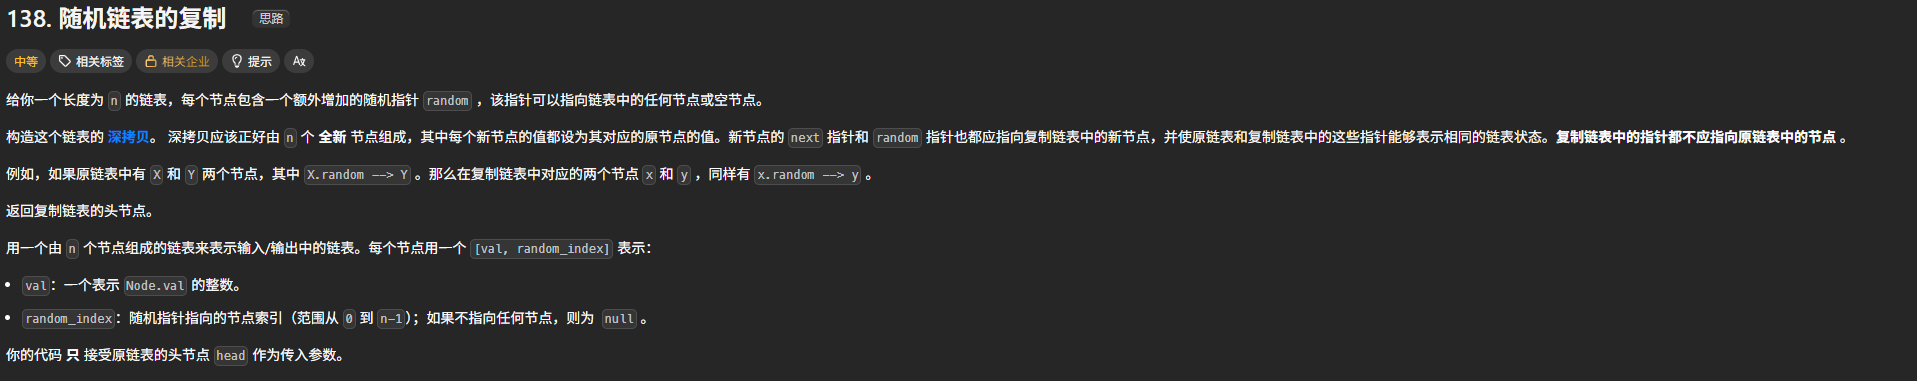 138. 随机链表的复制 思路
中等 相关标签 相关企业 提示 Ax
给你一个长度为 n 的链表，每个节点包含一个额外增加的随机指针 random ，该指针可以指向链表中的任何节点或空节点。
构造这个链表的 深拷贝。 深拷贝应该正好由 n 个 全新 节点组成，其中每个新节点的值都设为其对应的原节点的值。新节点的 next 指针和 random 指针也都应指向复制链表中的新节点，并使原链表和复制链表中的这些指针能够表示相同的链表状态。复制链表中的指针都不应指向原链表中的节点 。
例如，如果原链表中有 X 和 Y 两个节点，其中 X.random --> Y 。那么在复制链表中对应的两个节点 x 和 y ，同样有 x.random --> y 。
返回复制链表的头节点。
用一个由 n 个节点组成的链表来表示输入/输出中的链表。每个节点用一个 [val, random_index] 表示：
• val：一个表示 Node.val 的整数。
• random_index：随机指针指向的节点索引（范围从 0 到 n-1）；如果不指向任何节点，则为 null 。
你的代码 只 接受原链表的头节点 head 作为传入参数。